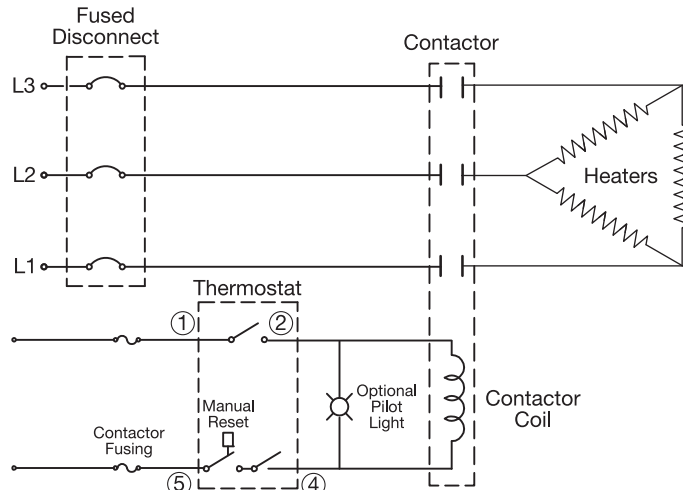 Fused
Disconnect
Contactor
L3
L2
Heaters
L1
Thermostat
① ②
Optional
Pilot
Light
Contactor
Coil
Manual
Reset
Contactor
Fusing
⑤ ④